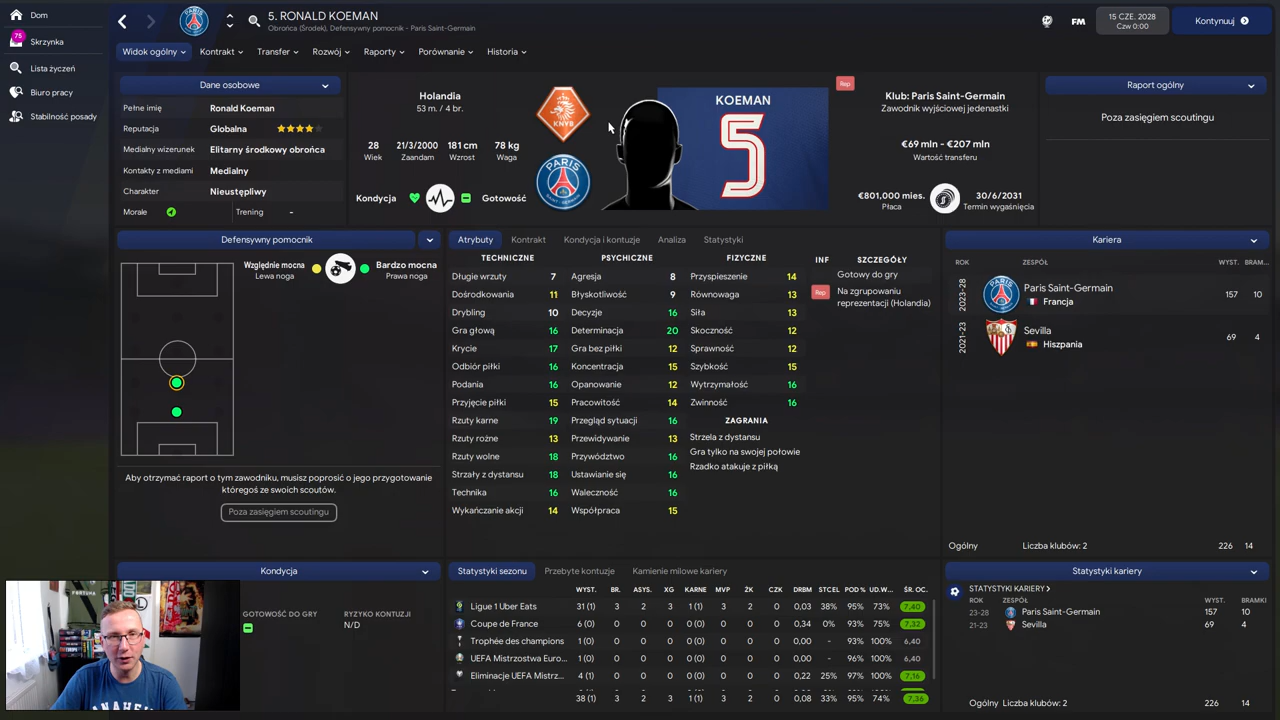 Dom
75
Skrzynka
Lista życzeń
Biuro pracy
Stabilność posady
5. RONALD KOEMAN
Obrońca (Środek), Defensywny pomocnik - Paris Saint-Germain
FM
15 CZE. 2028
Czw 0:00
Kontynuuj
Widok ogólny
Kontrakt
Transfer
Rozwój
Raporty
Porównanie
Historia
Dane osobowe
Pełne imię Ronald Koeman
Reputacja Globalna
Medialny wizerunek Elitarny środkowy obrońca
Kontakty z mediami Medialny
Charakter Nieustępliwy
Morale Trening -
Holandia
53 m. / 4 br.
28 21/3/2000 181 cm 78 kg
Wiek Zaandam Wzrost Waga
Kondycja Gotowość
KNVB
PARIS
KOEMAN
5
Rep.
Klub: Paris Saint-Germain
Zawodnik wyjściowej jedenastki
€69 mln - €207 mln
Wartość transferu
€801,000 mies. 30/6/2031
Płaca Termin wygaśnięcia
Raport ogólny
Poza zasięgiem scoutingu
Defensywny pomocnik
Względnie mocna Bardzo mocna
Lewa noga Prawa noga
Aby otrzymać raport o tym zawodniku, musisz poprosić o jego przygotowanie
któregoś ze swoich scoutów.
Poza zasięgiem scoutingu
Atrybuty Kontrakt Kondycja i kontuzje Analiza Statystyki
TECHNICZNE PSYCHICZNE FIZYCZNE INF SZCZEGÓŁY
Długie wrzuty 7 Agresja 8 Przyspieszenie 14 Gotowy do gry
Dośrodkowania 11 Błyskotliwość 9 Równowaga 13 Rep. Na zgrupowaniu
reprezentacji (Holandia)
Drybling 10 Decyzje 16 Siła 13
Gra głową 16 Determinacja 20 Skoczność 12
Krycie 17 Gra bez piłki 12 Sprawność 12
Odbiór piłki 16 Koncentracja 15 Szybkość 15
Podania 16 Opanowanie 12 Wytrzymałość 16
Przyjęcie piłki 15 Pracowitość 14 Zwinność 16
Rzuty karne 19 Przegląd sytuacji 16 ZAGRANIA
Rzuty rożne 13 Przewidywanie 13 Strzela z dystansu
Rzuty wolne 18 Przywództwo 16 Gra tylko na swojej połowie
Strzały z dystansu 18 Ustawianie się 16 Rzadko atakuje z piłką
Technika 16 Waleczność 16
Wykańczanie akcji 14 Współpraca 15
Kariera
ROK ZESPÓŁ WYST. BRAM...
2023-28 Paris Saint-Germain 157 10
Francja
2021-23 Sevilla 69 4
Hiszpania
Ogólny Liczba klubów: 2 226 14
Kondycja
GOTOWOŚĆ DO GRY RYZYKO KONTUZJI
N/D
Statystyki sezonu Przebyte kontuzje Kamienie milowe kariery
WYST. BR. ASYS. XG KARNE MVP ŻK CZK DRBM STCEL POD % UD.W... ŚR. OC.
Ligue 1 Uber Eats 31 (1) 3 2 3 1 (1) 3 2 0 0,03 38% 95% 73% 7,40
Coupe de France 6 (0) 0 0 0 0 (0) 0 0 0 0,34 0% 93% 75% 7,32
Trophée des champions 1 (0) 0 0 0 0 (0) 0 0 0 0,00 - 93% 100% 6,40
UEFA Mistrzostwa Euro... 1 (0) 0 0 0 0 (0) 0 0 0 0,00 - 96% 100% 6,40
Eliminacje UEFA Mistrz... 4 (1) 0 0 0 0 (0) 0 0 0 0,22 25% 97% 100% 7,16
38 (1) 3 2 3 1 (1) 3 2 0 0,08 33% 95% 74% 7,36
Statystyki kariery
STATYSTYKI KARIERY
ROK ZESPÓŁ WYST. BRAMKI
23-28 Paris Saint-Germain 157 10
21-23 Sevilla 69 4
Ogólny Liczba klubów: 2 226 14
ANAHEIM